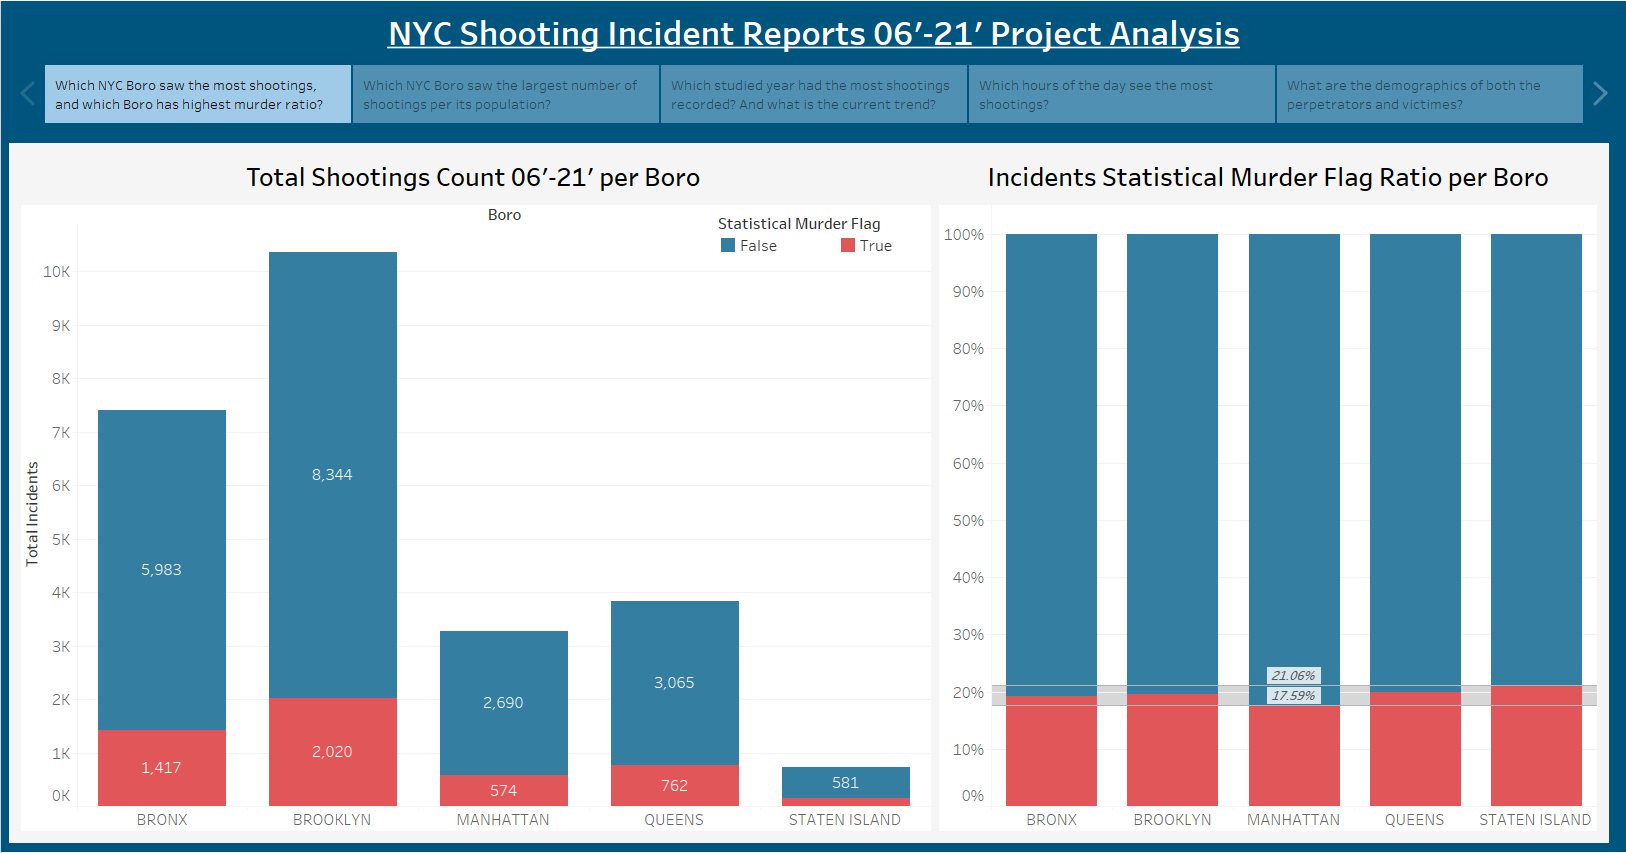 NYC Shooting Incident Reports 06’-21’ Project Analysis
Which NYC Boro saw the most shootings,
and which Boro has highest murder ratio?
Which NYC Boro saw the largest number of
shootings per its population?
Which studied year had the most shootings
recorded? And what is the current trend?
Which hours of the day see the most
shootings?
What are the demographics of both the
perpetrators and victims?
Total Shootings Count 06’-21’ per Boro
Boro
Statistical Murder Flag
False
True
Total Incidents
10K
9K
8K
7K
6K
5K
4K
3K
2K
1K
0K
5,983
1,417
8,344
2,020
2,690
574
3,065
762
581
BRONX
BROOKLYN
MANHATTAN
QUEENS
STATEN ISLAND
Incidents Statistical Murder Flag Ratio per Boro
100%
90%
80%
70%
60%
50%
40%
30%
20%
10%
0%
21.06%
17.59%
BRONX
BROOKLYN
MANHATTAN
QUEENS
STATEN ISLAND